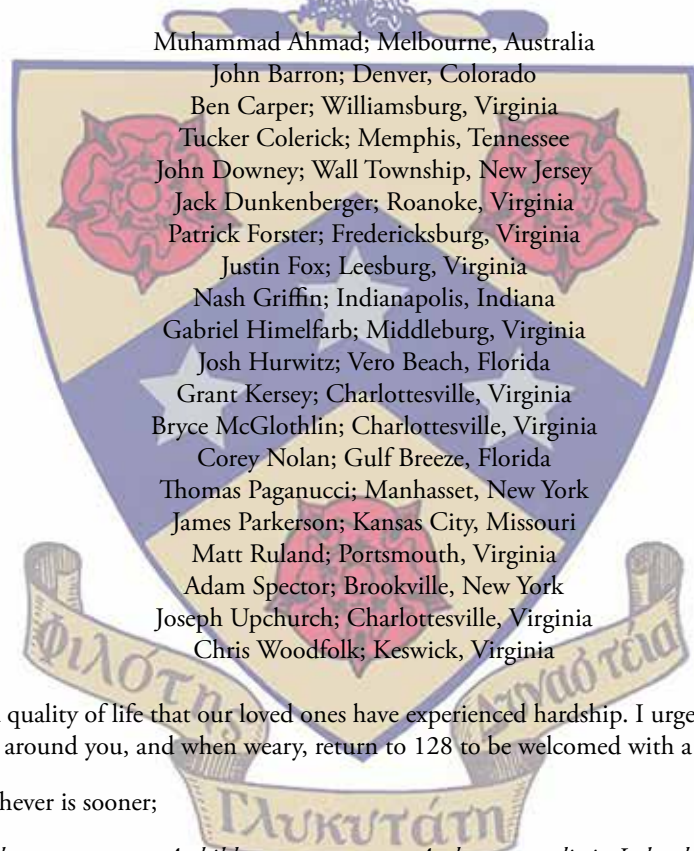 Muhammad Ahmad; Melbourne, Australia
John Barron; Denver, Colorado
Ben Carper; Williamsburg, Virginia
Tucker Colerick; Memphis, Tennessee
John Downey; Wall Township, New Jersey
Jack Dunkenberger; Roanoke, Virginia
Patrick Forster; Fredericksburg, Virginia
Justin Fox; Leesburg, Virginia
Nash Griffin; Indianapolis, Indiana
Gabriel Himelfarb; Middleburg, Virginia
Josh Hurwitz; Vero Beach, Florida
Grant Kersey; Charlottesville, Virginia
Bryce McGlothlin; Charlottesville, Virginia
Corey Nolan; Gulf Breeze, Florida
Thomas Paganucci; Manhasset, New York
James Parkerson; Kansas City, Missouri
Matt Ruland; Portsmouth, Virginia
Adam Spector; Brookville, New York
Joseph Upchurch; Charlottesville, Virginia
Chris Woodfolk; Keswick, Virginia
Φιλότης
quality of life that our loved ones have experienced hardship. I urge
around you, and when weary, return to 128 to be welcomed with a
hever is sooner;
Γλυκυτάτη